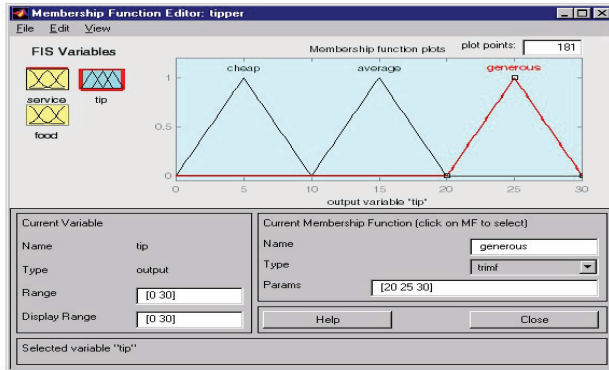 Membership Function Editor: tipper
File Edit View
FIS Variables
service
tip
food
Membership function plots
plot points:
181
cheap
average
generous
1
0.5
0
0 5 10 15 20 25 30
output variable "tip"
Current Variable
Name tip
Type output
Range [0 30]
Display Range [0 30]
Current Membership Function (click on MF to select)
Name generous
Type trimf
Params [20 25 30]
Help
Close
Selected variable "tip"